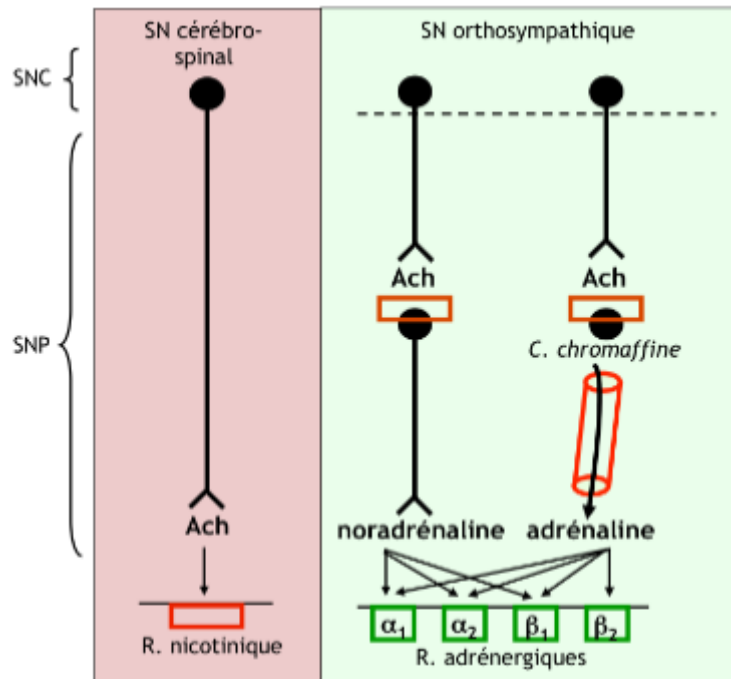 SN cérébro-
spinal
SN orthosympathique
SNC
SNP
Ach
Ach
C. chromaffine
Ach
noradrénaline
adrénaline
α1
α2
β1
β2
R. nicotinique
R. adrénergiques